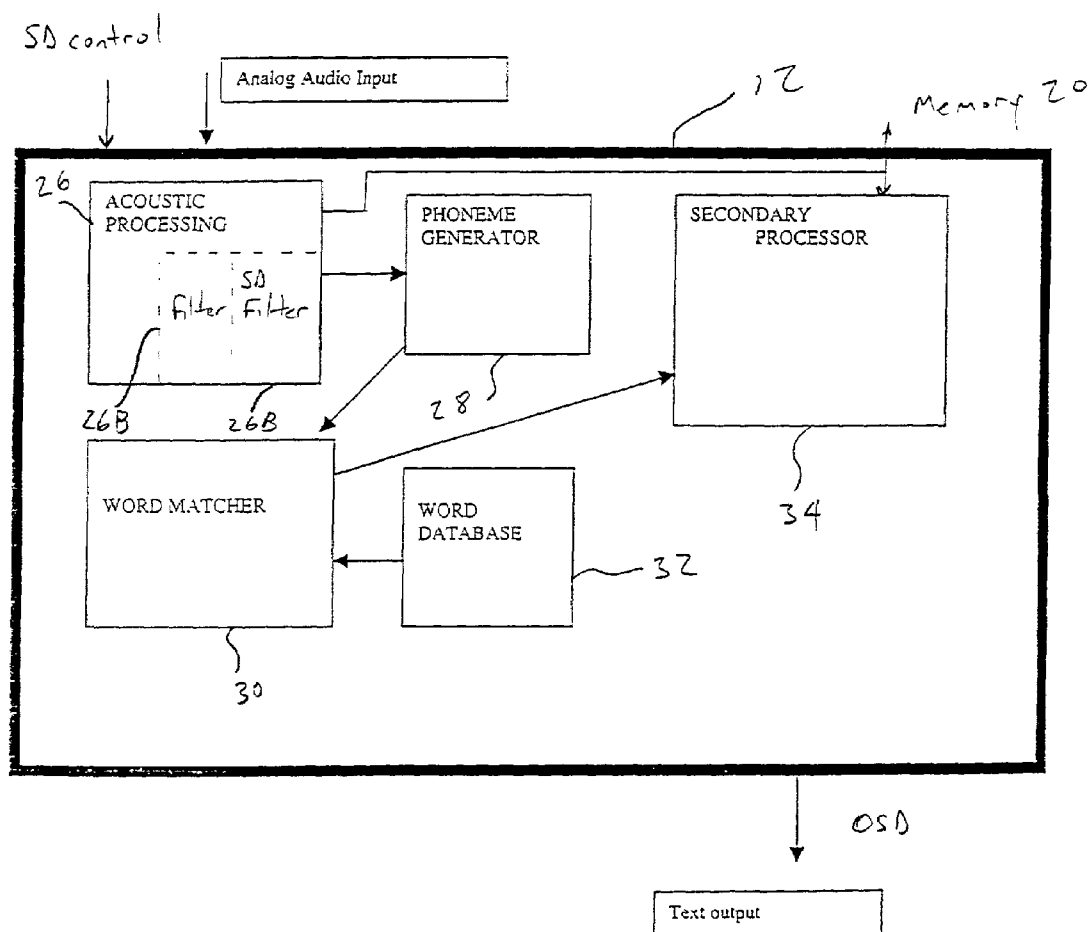 SD control
Analog Audio Input
12
Memory 20
26
ACOUSTIC
PROCESSING
PHONEME
GENERATOR
SECONDARY
PROCESSOR
Filter
SD
Filter
26B
26B
28
34
WORD MATCHER
WORD
DATABASE
32
30
OSD
Text output